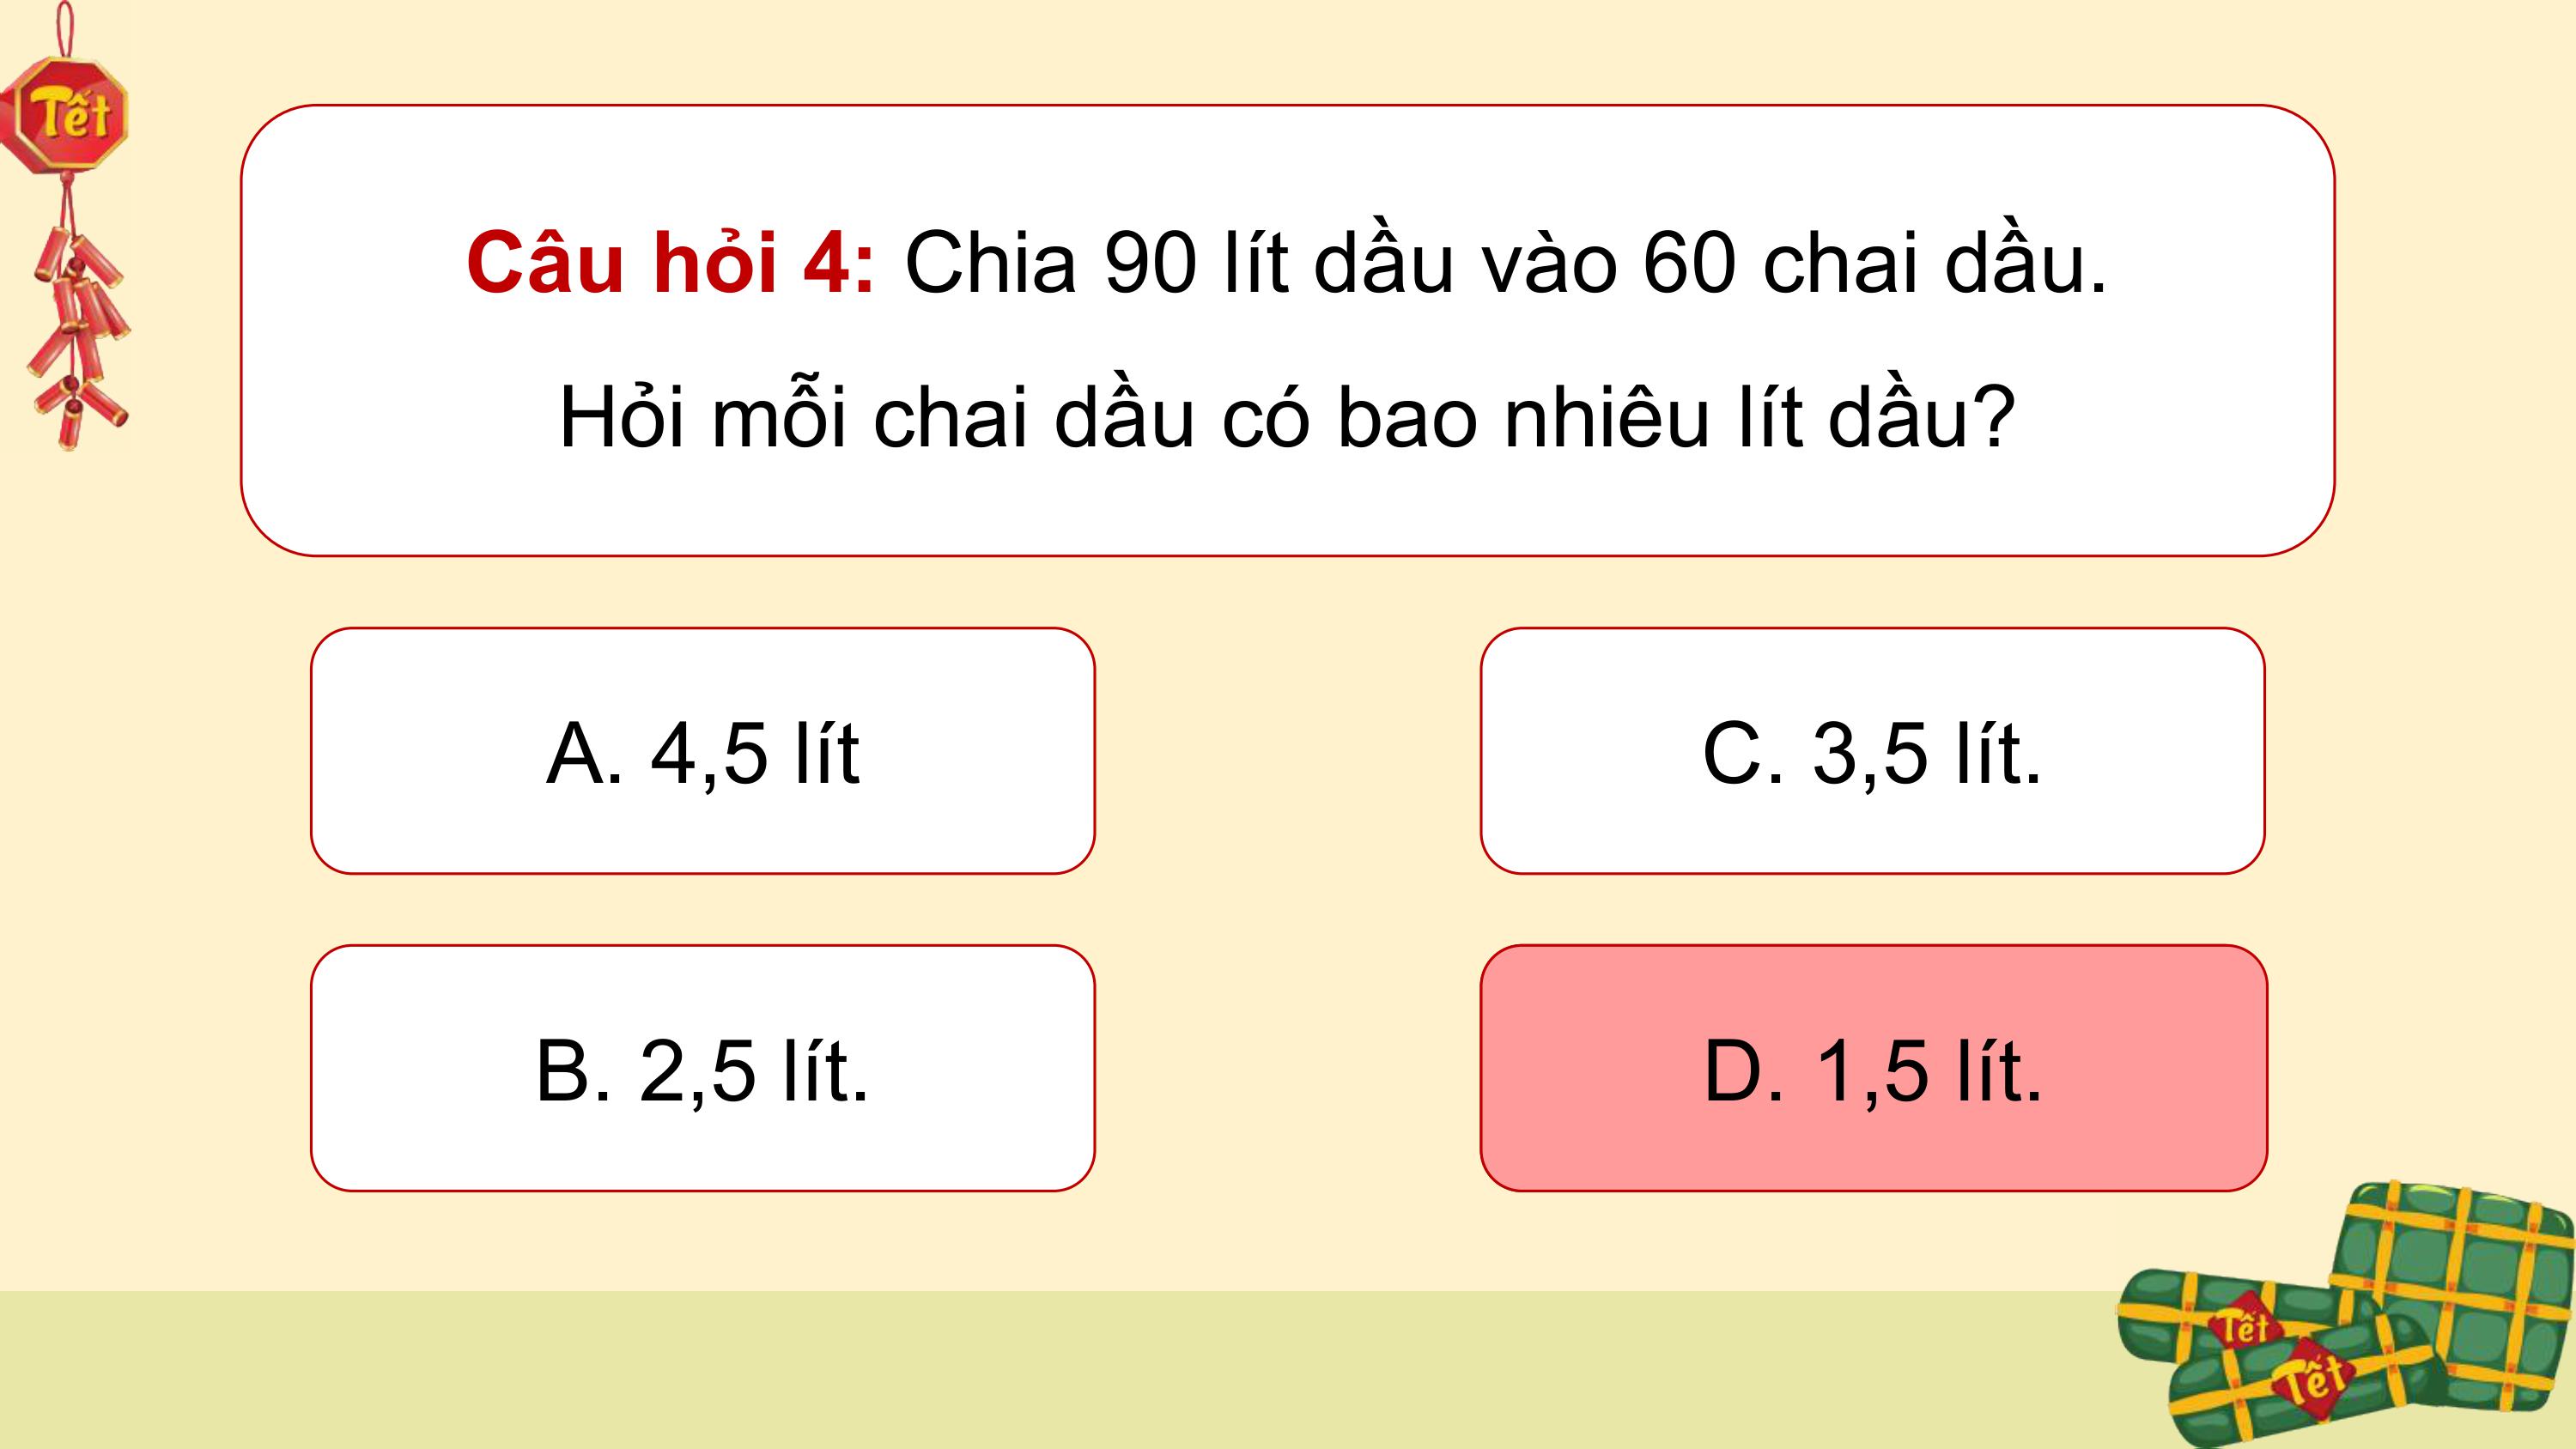 Tết
Câu hỏi 4: Chia 90 lít dầu vào 60 chai dầu.
Hỏi mỗi chai dầu có bao nhiêu lít dầu?
A. 4,5 lít
C. 3,5 lít.
B. 2,5 lít.
D. 1,5 lít.
Tết
Tết